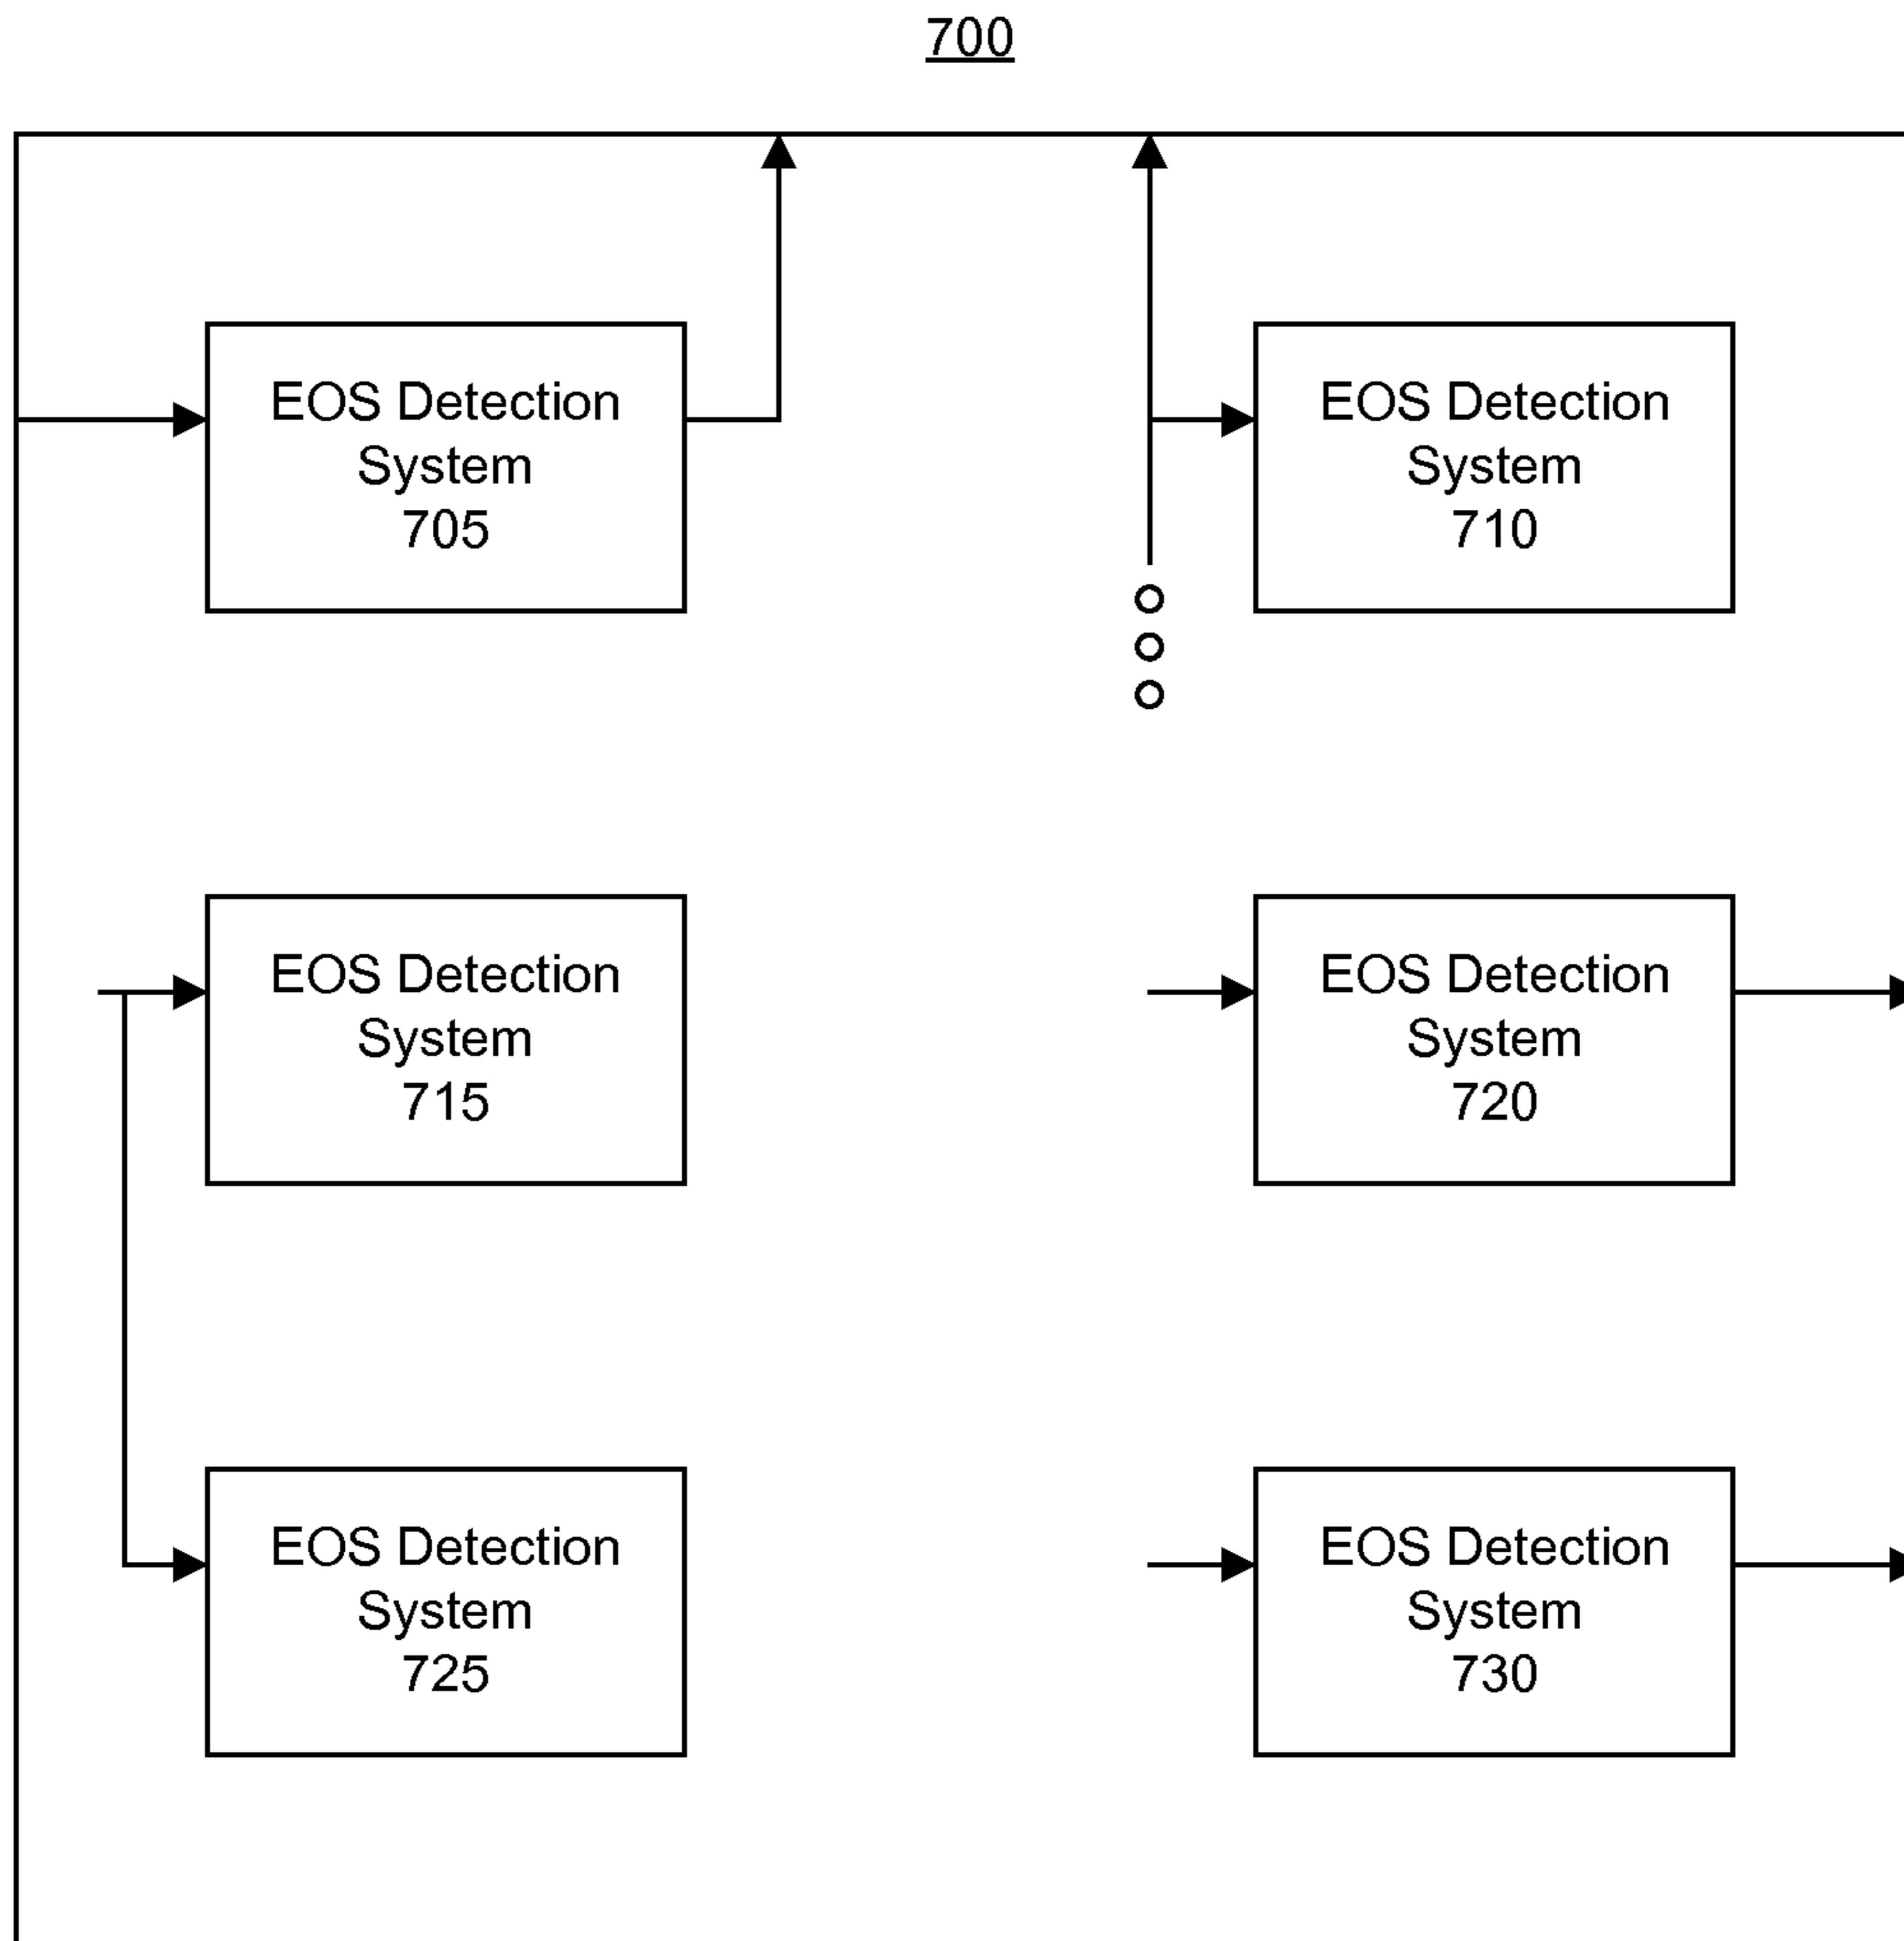 700
EOS Detection
System
705
EOS Detection
System
710
EOS Detection
System
715
EOS Detection
System
720
EOS Detection
System
725
EOS Detection
System
730